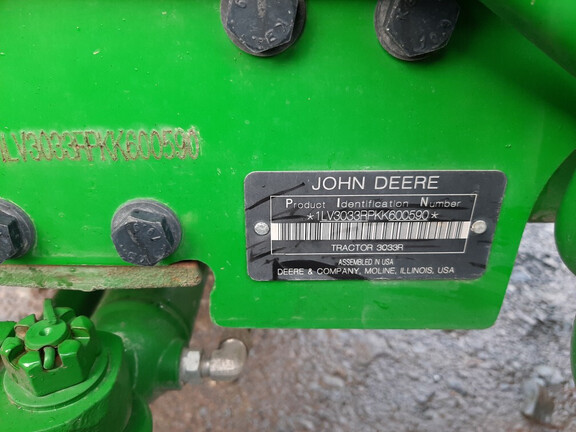 1LV3033RPKK600590
JOHN DEERE
Product Identification Number
*1LV3033RPKK600590*
TRACTOR 3033R
ASSEMBLED IN USA
DEERE & COMPANY, MOLINE, ILLINOIS, USA